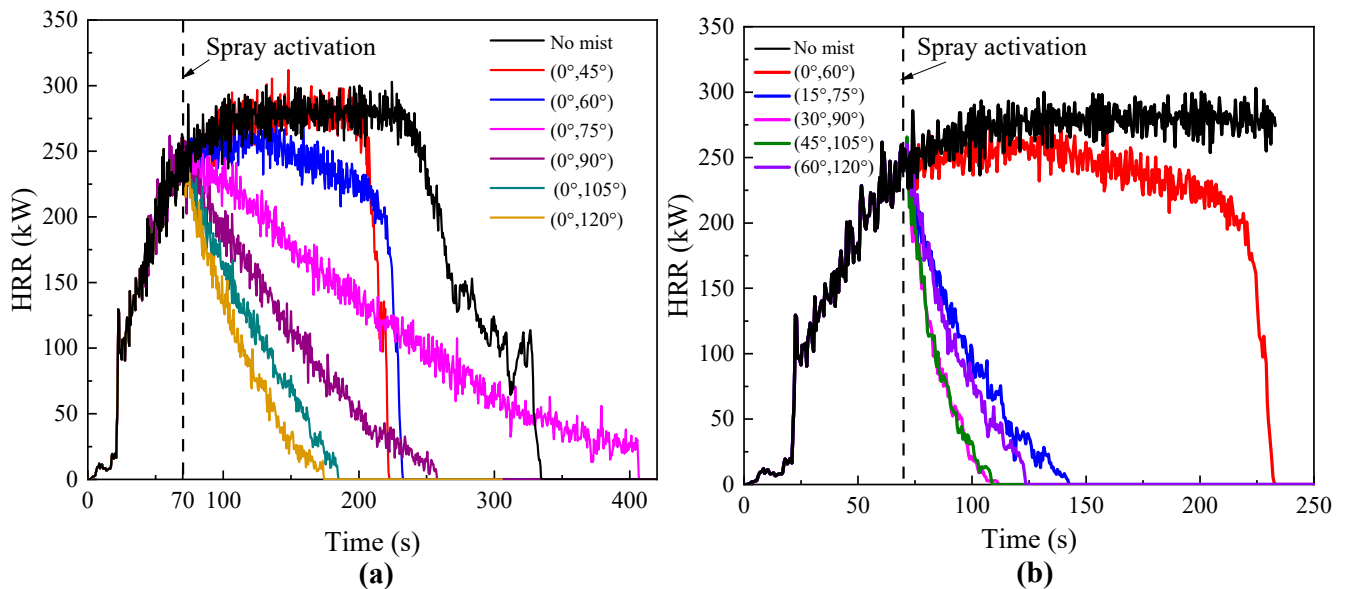 350
300
250
200
150
100
50
0
HRR (kW)
Spray activation
No mist
(0°,45°)
(0°,60°)
(0°,75°)
(0°,90°)
(0°,105°)
(0°,120°)
0 70 100 200 300 400
Time (s)
(a)
350
300
250
200
150
100
50
0
HRR (kW)
Spray activation
No mist
(0°,60°)
(15°,75°)
(30°,90°)
(45°,105°)
(60°,120°)
0 50 100 150 200 250
Time (s)
(b)